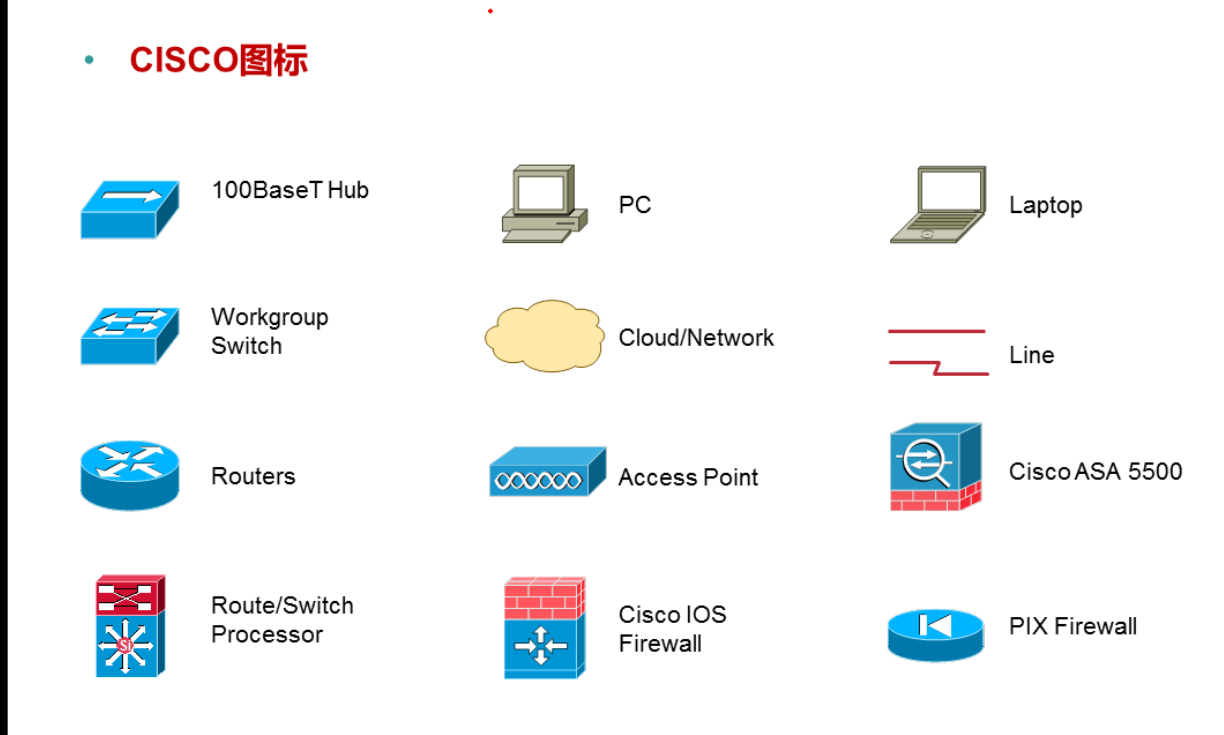 CISCO图标
100BaseT Hub
PC
Laptop
Workgroup
Switch
Cloud/Network
Line
Routers
Access Point
Cisco ASA 5500
Route/Switch
Processor
Si
Cisco IOS
Firewall
PIX Firewall